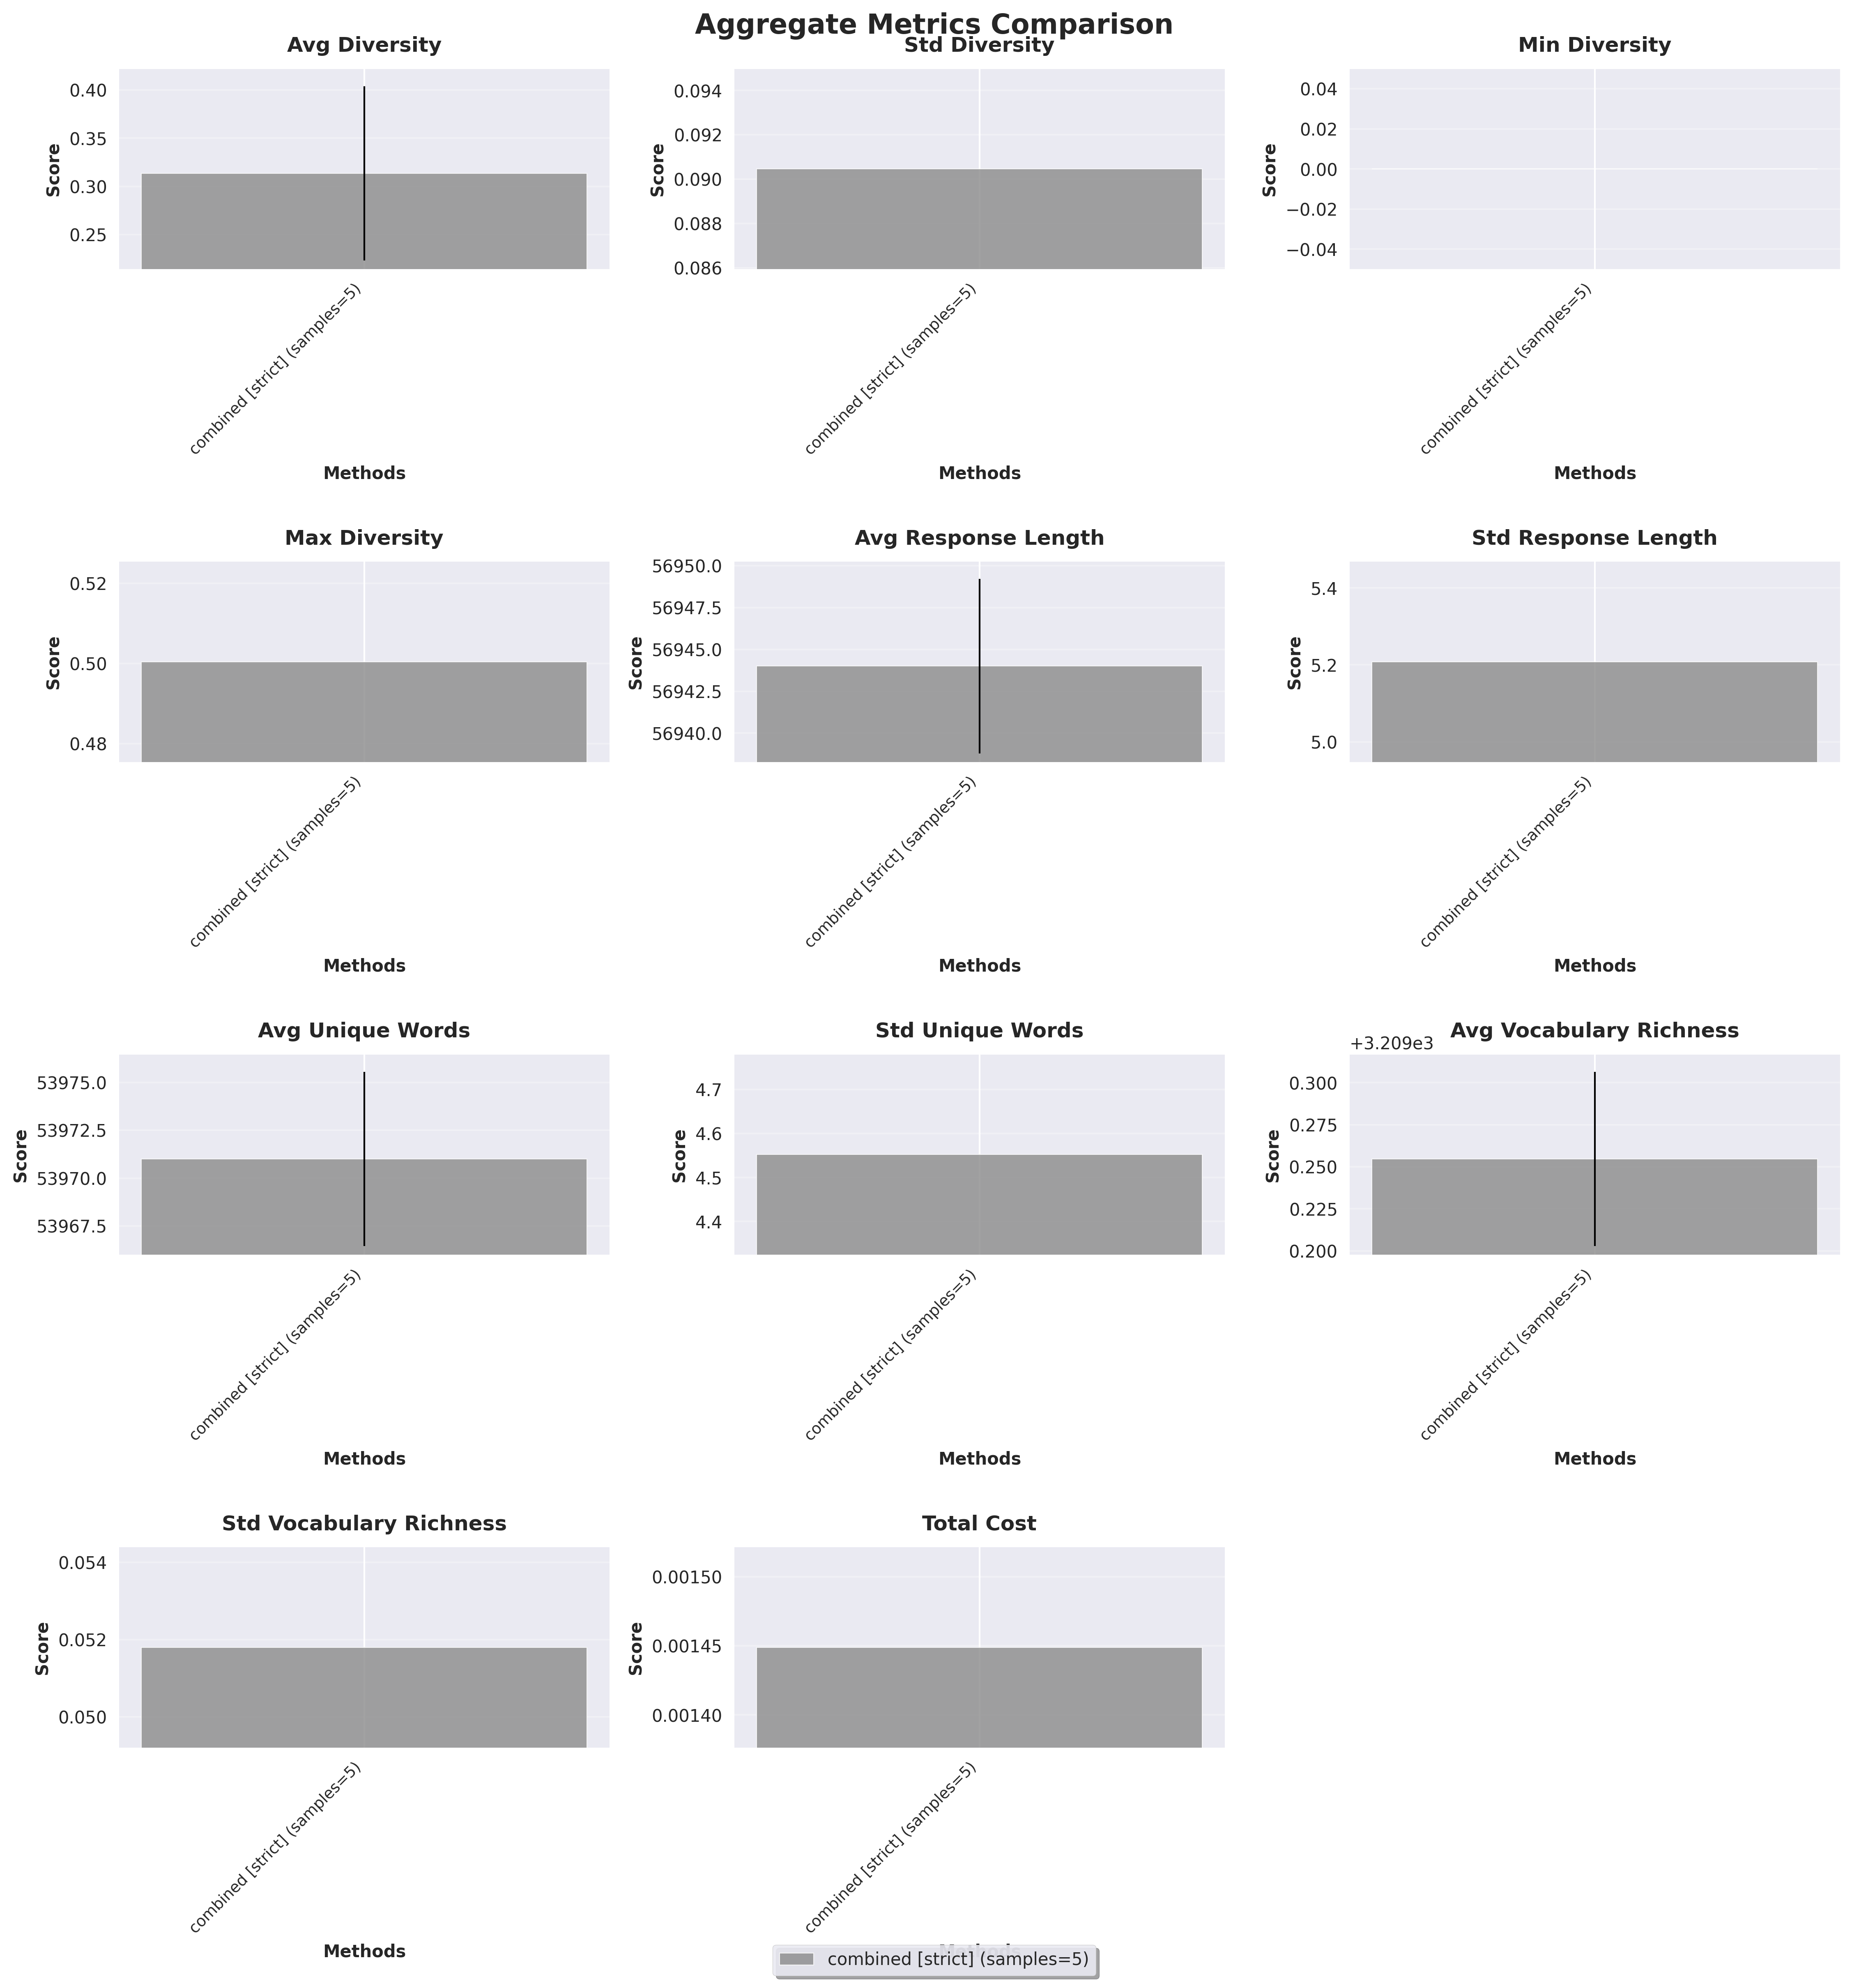 Aggregate Metrics Comparison
Avg Diversity
Score
0.40
0.35
0.30
0.25
combined [strict] (samples=5)
Methods
Std Diversity
Score
0.094
0.092
0.090
0.088
0.086
combined [strict] (samples=5)
Methods
Min Diversity
Score
0.04
0.02
0.00
−0.02
−0.04
combined [strict] (samples=5)
Methods
Max Diversity
Score
0.52
0.50
0.48
combined [strict] (samples=5)
Methods
Avg Response Length
Score
56950.0
56947.5
56945.0
56942.5
56940.0
combined [strict] (samples=5)
Methods
Std Response Length
Score
5.4
5.2
5.0
combined [strict] (samples=5)
Methods
Avg Unique Words
Score
53975.0
53972.5
53970.0
53967.5
combined [strict] (samples=5)
Methods
Std Unique Words
Score
4.7
4.6
4.5
4.4
combined [strict] (samples=5)
Methods
Avg Vocabulary Richness
+3.209e3
Score
0.300
0.275
0.250
0.225
0.200
combined [strict] (samples=5)
Methods
Std Vocabulary Richness
Score
0.054
0.052
0.050
combined [strict] (samples=5)
Methods
Total Cost
Score
0.00150
0.00145
0.00140
combined [strict] (samples=5)
combined [strict] (samples=5)